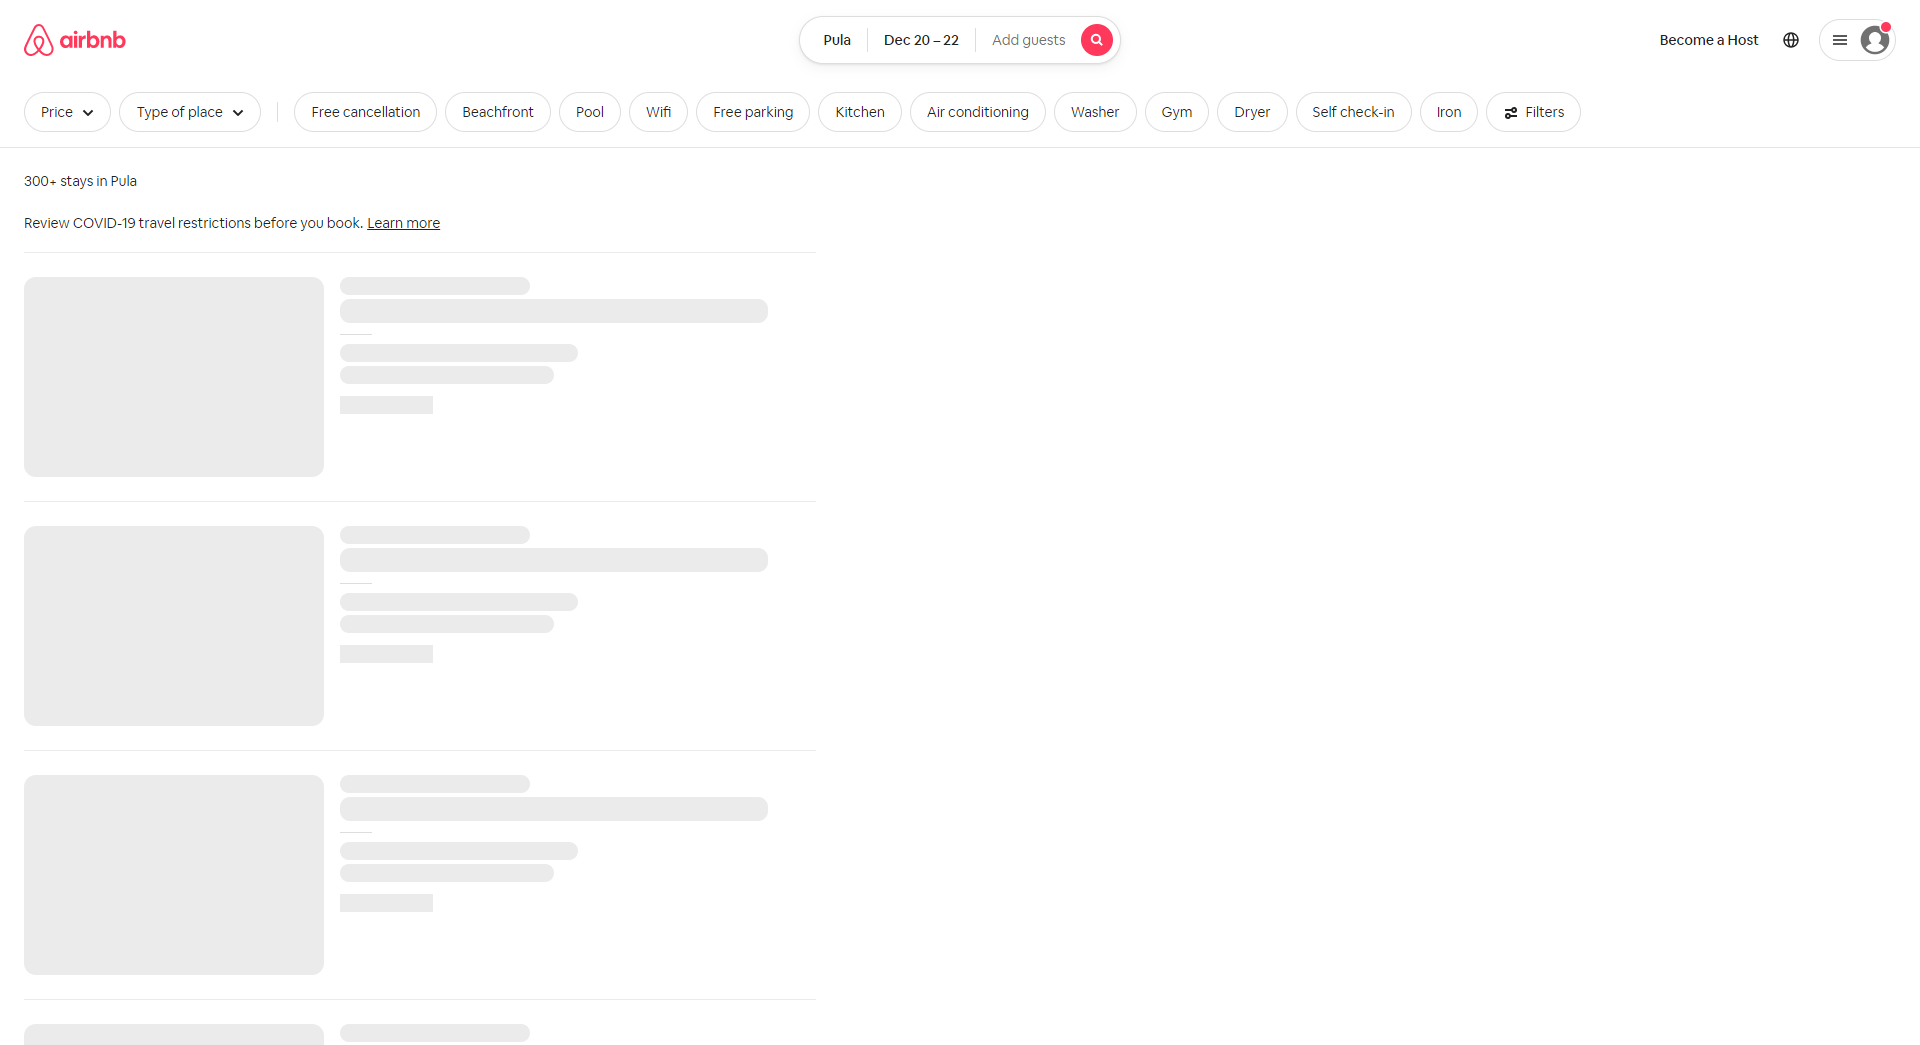 airbnb
Pula
Dec 20 – 22
Add guests
Become a Host
Price
Type of place
Free cancellation
Beachfront
Pool
Wifi
Free parking
Kitchen
Air conditioning
Washer
Gym
Dryer
Self check-in
Iron
Filters
300+ stays in Pula
Review COVID-19 travel restrictions before you book. Learn more